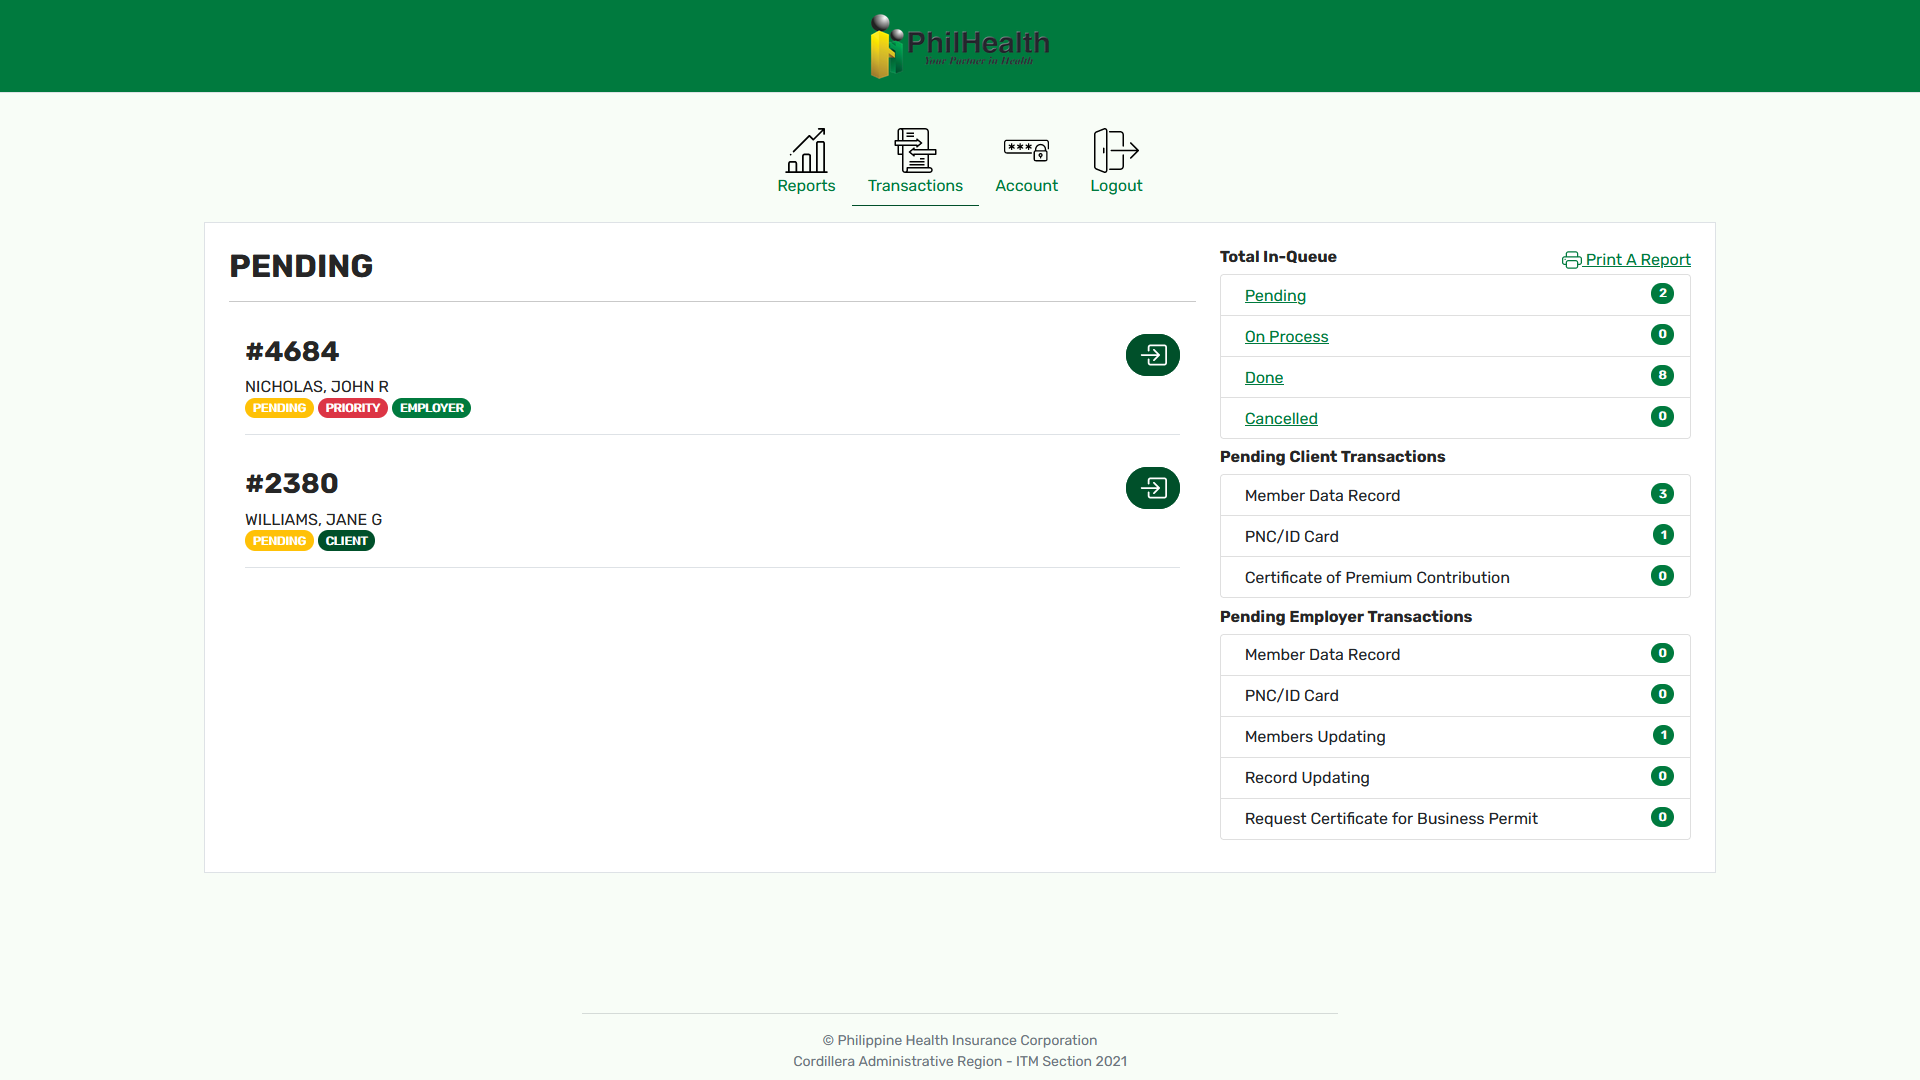 PhilHealth
Your Partner in Health
Reports
Transactions
***
Account
Logout
PENDING
#4684
NICHOLAS, JOHN R
PENDING PRIORITY EMPLOYER
#2380
WILLIAMS, JANE G
PENDING CLIENT
Total In-Queue
Print A Report
Pending 2
On Process 0
Done 8
Cancelled 0
Pending Client Transactions
Member Data Record 3
PNC/ID Card 1
Certificate of Premium Contribution 0
Pending Employer Transactions
Member Data Record 0
PNC/ID Card 0
Members Updating 1
Record Updating 0
Request Certificate for Business Permit 0
© Philippine Health Insurance Corporation
Cordillera Administrative Region - ITM Section 2021